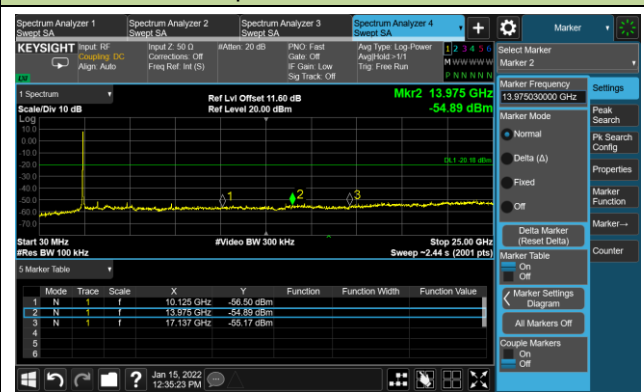 Spectrum Analyzer 1
Swept SA
Spectrum Analyzer 2
Swept SA
Spectrum Analyzer 3
Swept SA
Spectrum Analyzer 4
Swept SA
Marker
KEYSIGHT
Input: RF
Coupling: DC
Align: Auto
Input Z: 50 Ω
Corrections: Off
Freq Ref: Int (S)
#Atten: 20 dB
PNO: Fast
Gate: Off
IF Gain: Low
Sig Track: Off
Avg Type: Log-Power
Avg|Hold >1/1
Trig: Free Run
1 2 3 4 5 6
M W W W W W
P N N N N N
Select Marker
Marker 2
1 Spectrum
Scale/Div 10 dB
Log
Ref Lvl Offset 11.60 dB
Ref Level 20.00 dBm
Mkr2 13.975 GHz
-54.89 dBm
10.0
0.00
-10.0
-20.0
-30.0
-40.0
-50.0
-60.0
-70.0
1
2
3
Start 30 MHz
#Res BW 100 kHz
#Video BW 300 kHz
Stop 25.00 GHz
Sweep ~2.44 s (2001 pts)
5 Marker Table
Mode Trace Scale X Y Function Function Width Function Value
1 N 1 f 10.125 GHz -56.50 dBm
2 N 1 f 13.975 GHz -54.89 dBm
3 N 1 f 17.137 GHz -55.17 dBm
4
5
6
Marker Frequency
13.975030000 GHz
Marker Mode
Normal
Delta (Δ)
Fixed
Off
Delta Marker
(Reset Delta)
Marker Table
On
Off
Marker Settings
Diagram
All Markers Off
Couple Markers
On
Off
Settings
Peak
Search
Pk Search
Config
Properties
Marker
Function
Marker→
Counter
Jan 15, 2022
12:35:23 PM